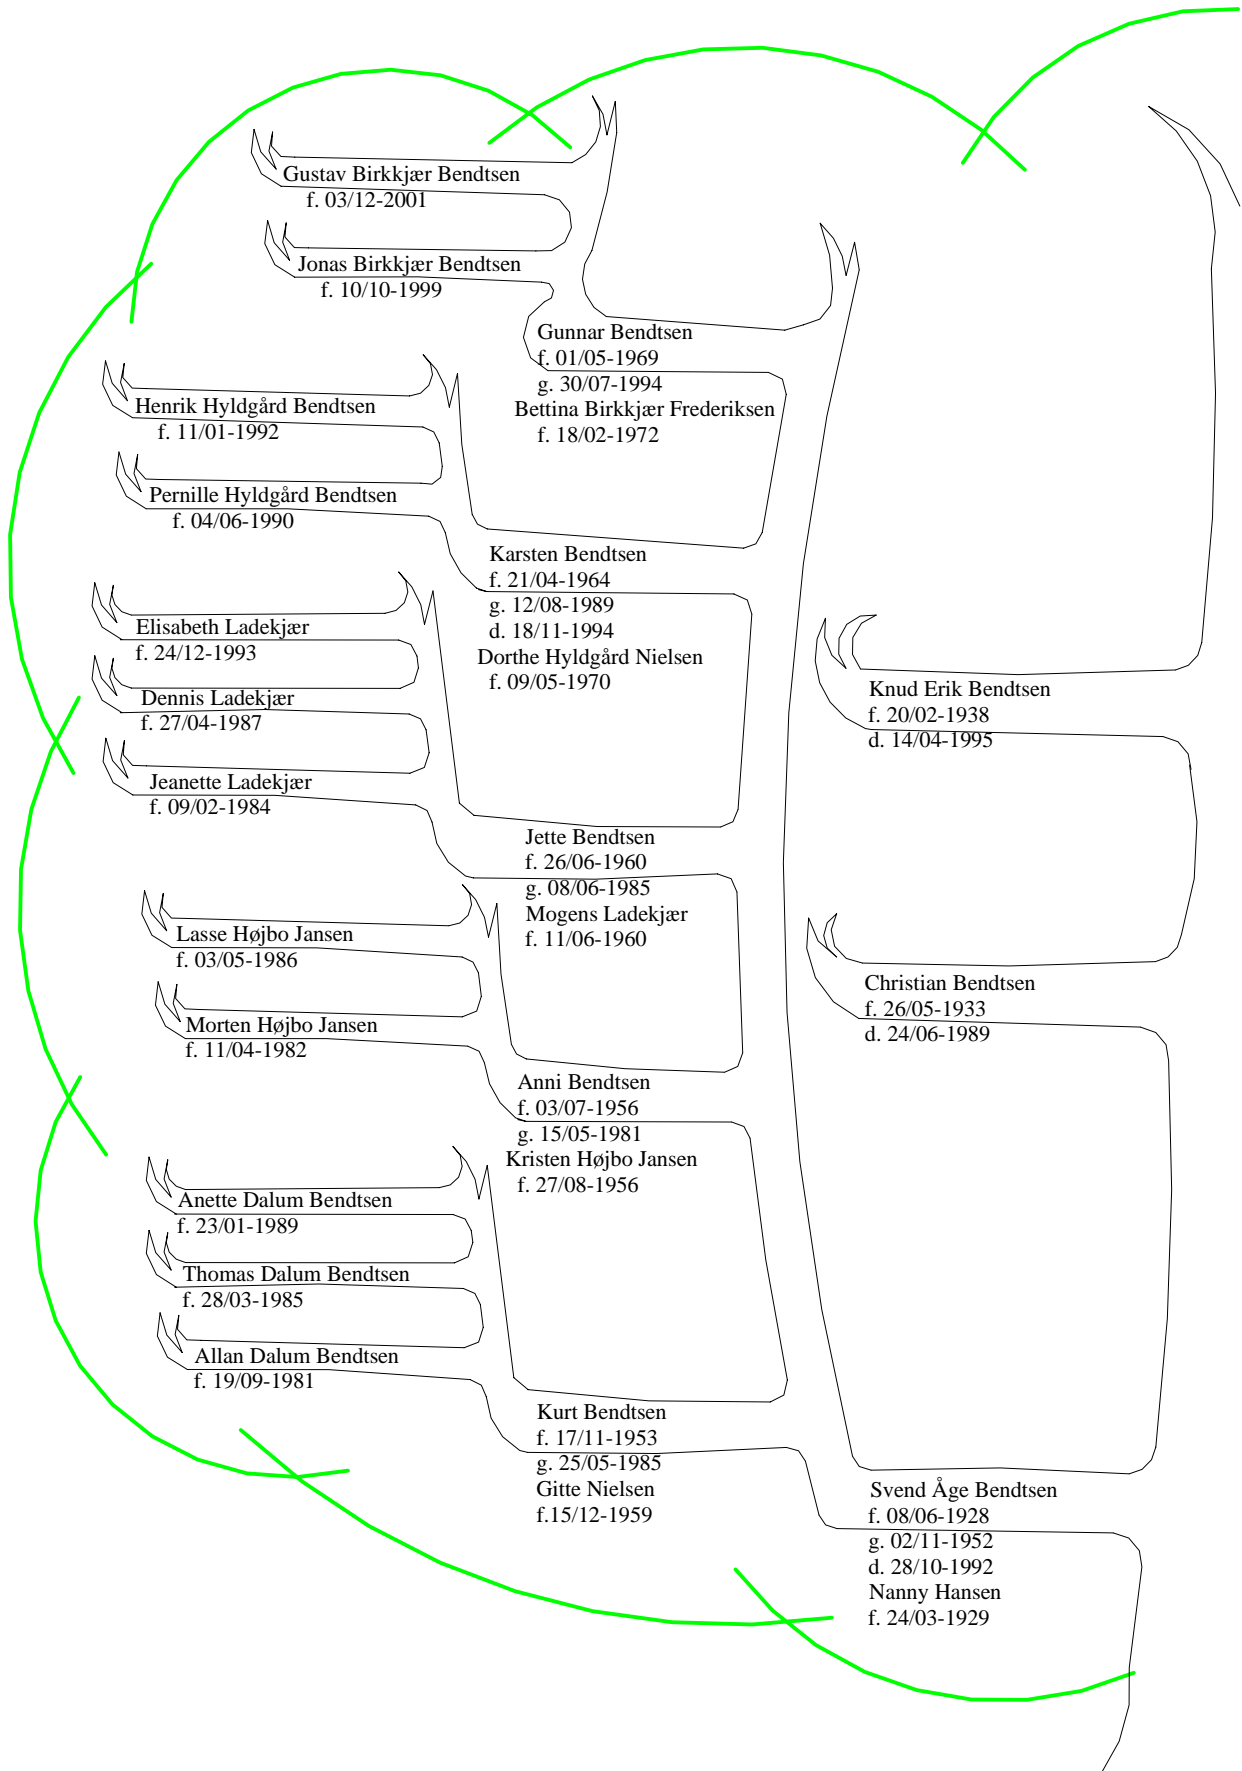 Gustav Birkkjær Bendtsen
f. 03/12-2001
Jonas Birkkjær Bendtsen
f. 10/10-1999
Gunnar Bendtsen
f. 01/05-1969
g. 30/07-1994
Bettina Birkkjær Frederiksen
f. 18/02-1972
Henrik Hyldgård Bendtsen
f. 11/01-1992
Pernille Hyldgård Bendtsen
f. 04/06-1990
Karsten Bendtsen
f. 21/04-1964
g. 12/08-1989
d. 18/11-1994
Dorthe Hyldgård Nielsen
f. 09/05-1970
Elisabeth Ladekjær
f. 24/12-1993
Dennis Ladekjær
f. 27/04-1987
Jeanette Ladekjær
f. 09/02-1984
Jette Bendtsen
f. 26/06-1960
g. 08/06-1985
Mogens Ladekjær
f. 11/06-1960
Lasse Højbo Jansen
f. 03/05-1986
Morten Højbo Jansen
f. 11/04-1982
Anni Bendtsen
f. 03/07-1956
g. 15/05-1981
Kristen Højbo Jansen
f. 27/08-1956
Anette Dalum Bendtsen
f. 23/01-1989
Thomas Dalum Bendtsen
f. 28/03-1985
Allan Dalum Bendtsen
f. 19/09-1981
Kurt Bendtsen
f. 17/11-1953
g. 25/05-1985
Gitte Nielsen
f.15/12-1959
Knud Erik Bendtsen
f. 20/02-1938
d. 14/04-1995
Christian Bendtsen
f. 26/05-1933
d. 24/06-1989
Svend Åge Bendtsen
f. 08/06-1928
g. 02/11-1952
d. 28/10-1992
Nanny Hansen
f. 24/03-1929